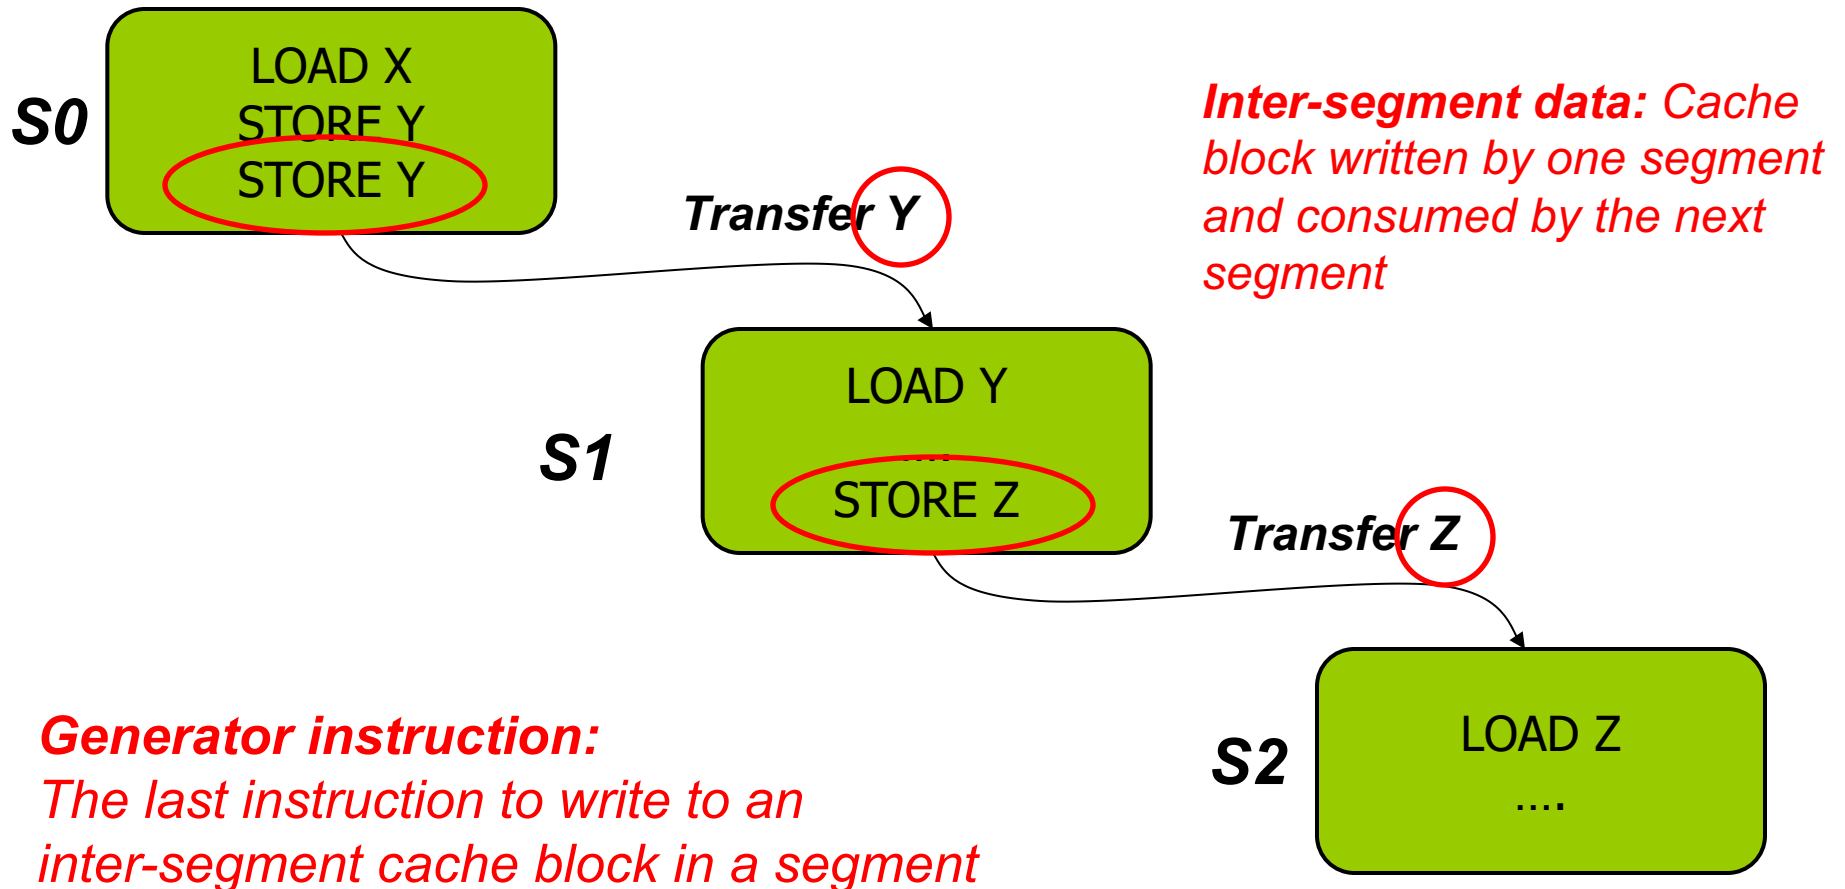 S0
LOAD X
STORE Y
STORE Y
Transfer Y
Inter-segment data: Cache
block written by one segment
and consumed by the next
segment
S1
LOAD Y
....
STORE Z
Transfer Z
S2
LOAD Z
....
Generator instruction:
The last instruction to write to an
inter-segment cache block in a segment